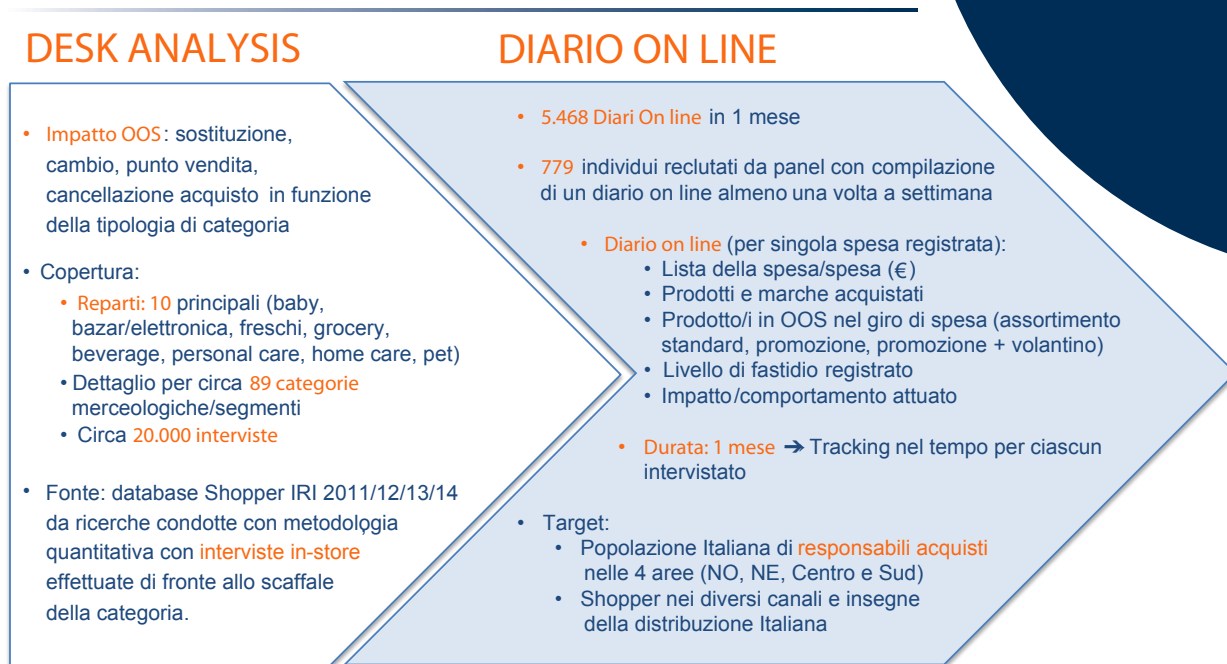 DESK ANALYSIS
• Impatto OOS: sostituzione,
cambio, punto vendita,
cancellazione acquisto in funzione
della tipologia di categoria
• Copertura:
• Reparti: 10 principali (baby,
bazar/elettronica, freschi, grocery,
beverage, personal care, home care, pet)
• Dettaglio per circa 89 categorie
merceologiche/segmenti
• Circa 20.000 interviste
• Fonte: database Shopper IRI 2011/12/13/14
da ricerche condotte con metodologia
quantitativa con interviste in-store
effettuate di fronte allo scaffale
della categoria.
DIARIO ON LINE
• 5.468 Diari On line in 1 mese
• 779 individui reclutati da panel con compilazione
di un diario on line almeno una volta a settimana
• Diario on line (per singola spesa registrata):
• Lista della spesa/spesa (€)
• Prodotti e marche acquistati
• Prodotto/i in OOS nel giro di spesa (assortimento
standard, promozione, promozione + volantino)
• Livello di fastidio registrato
• Impatto/comportamento attuato
• Durata: 1 mese ➔ Tracking nel tempo per ciascun
intervistato
• Target:
• Popolazione Italiana di responsabili acquisti
nelle 4 aree (NO, NE, Centro e Sud)
• Shopper nei diversi canali e insegne
della distribuzione Italiana